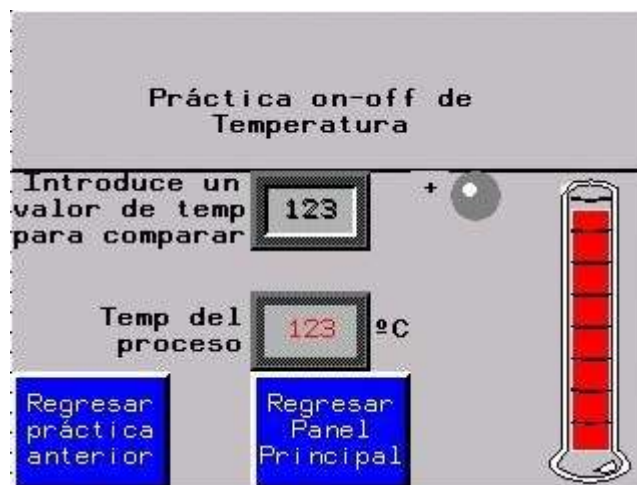 Práctica on-off de
Temperatura
Introduce un
valor de temp
para comparar
123
+
Temp del
proceso
123 ºC
Regresar
práctica
anterior
Regresar
Panel
Principal